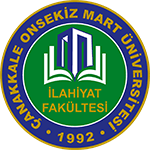 ÇANAKKALE ONSEKİZ MART ÜNİVERSİTESİ
İLAHİYAT
FAKÜLTESİ
• 1992 •